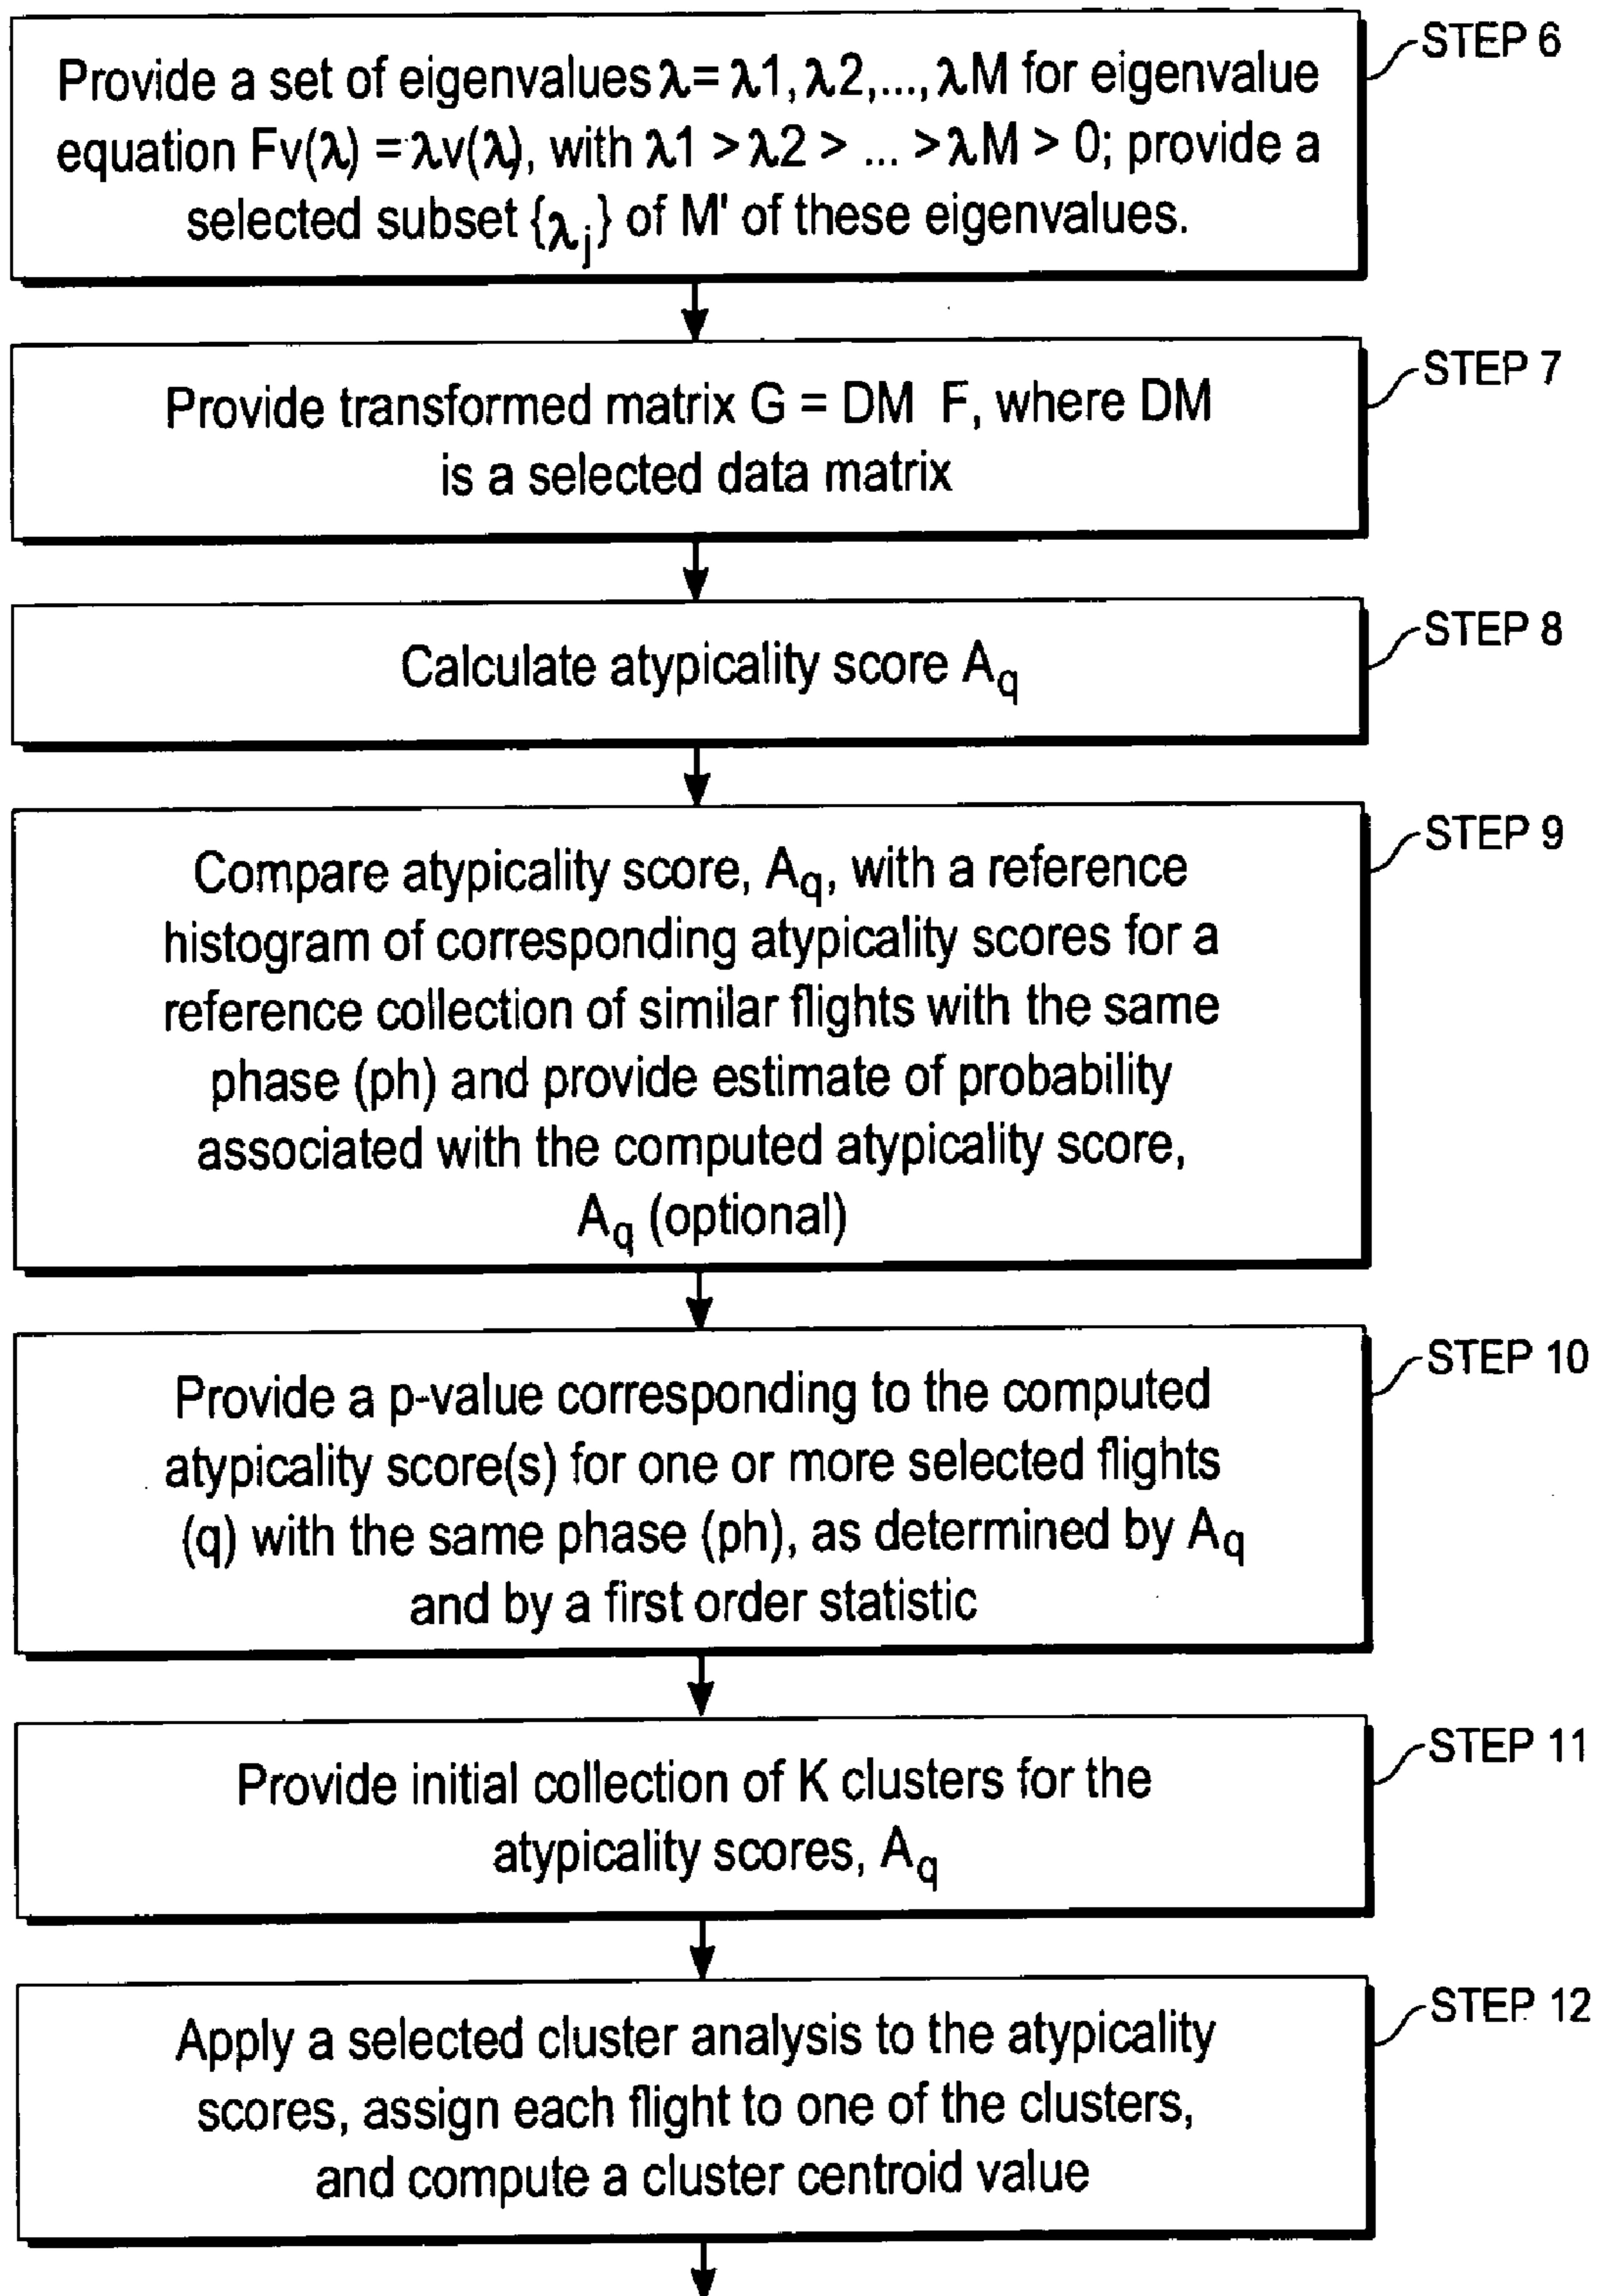 STEP 6
Provide a set of eigenvalues λ= λ1, λ2,..., λM for eigenvalue
equation Fv(λ) = λv(λ), with λ1 > λ2 > ... > λM > 0; provide a
selected subset {λj} of M' of these eigenvalues.
STEP 7
Provide transformed matrix G = DM F, where DM
is a selected data matrix
STEP 8
Calculate atypicality score Aq
STEP 9
Compare atypicality score, Aq, with a reference
histogram of corresponding atypicality scores for a
reference collection of similar flights with the same
phase (ph) and provide estimate of probability
associated with the computed atypicality score,
Aq (optional)
STEP 10
Provide a p-value corresponding to the computed
atypicality score(s) for one or more selected flights
(q) with the same phase (ph), as determined by Aq
and by a first order statistic
STEP 11
Provide initial collection of K clusters for the
atypicality scores, Aq
STEP 12
Apply a selected cluster analysis to the atypicality
scores, assign each flight to one of the clusters,
and compute a cluster centroid value